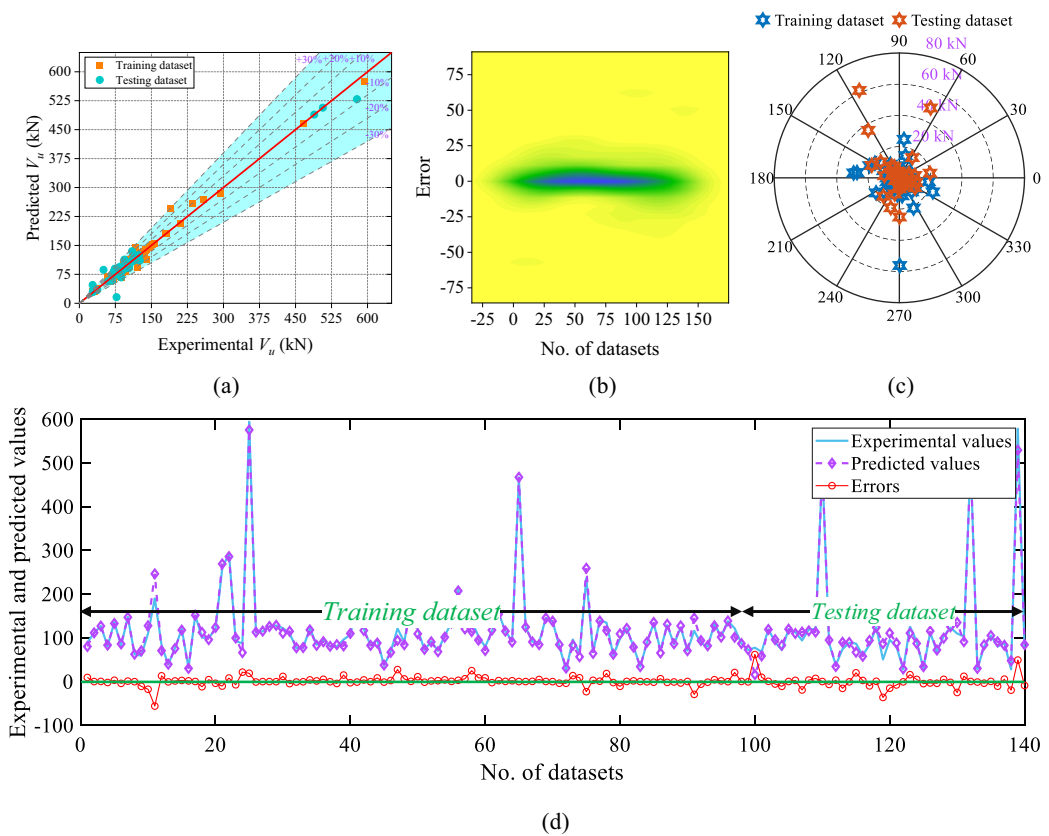 Training dataset Testing dataset
650
600
525
450
375
300
225
150
75
0
0 75 150 225 300 375 450 525 600
Predicted Vu (kN)
Experimental Vu (kN)
Training dataset
Testing dataset
+30% +20% +10%
-10%
-20%
-30%
(a)
75
50
25
0
-25
-50
-75
Error
-25 0 25 50 75 100 125 150
No. of datasets
(b)
90
120 60
150 30
180 0
210 330
240 300
270
80 kN
60 kN
40 kN
20 kN
(c)
600
500
400
300
200
100
0
-100
Experimental and predicted values
Experimental values
Predicted values
Errors
Training dataset Testing dataset
0 20 40 60 80 100 120 140
No. of datasets
(d)